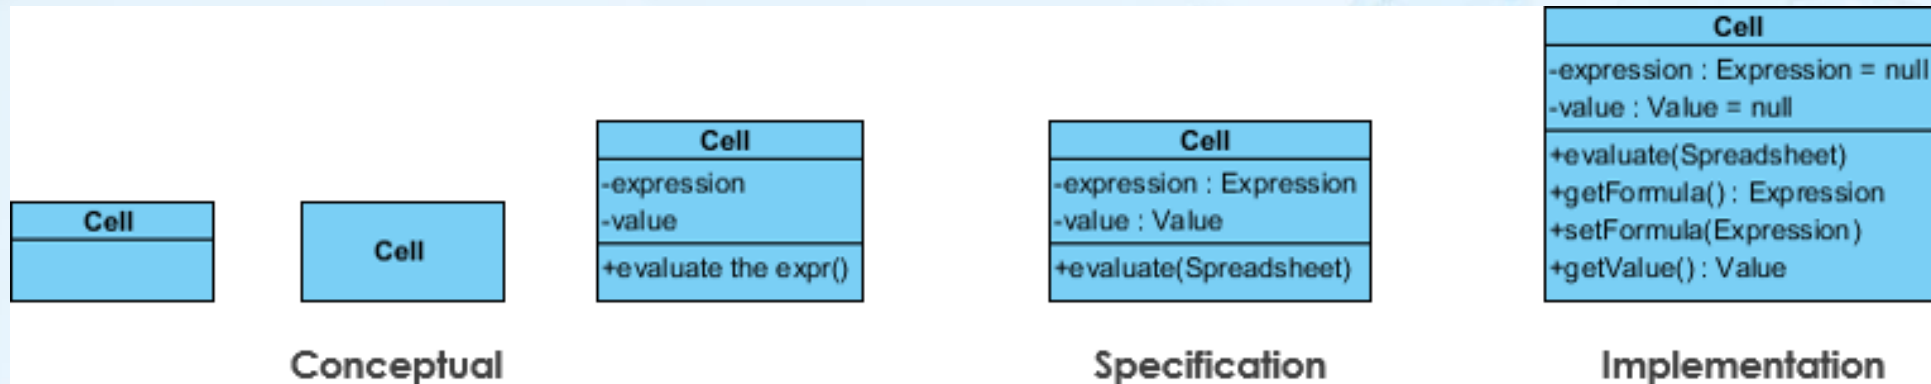 Cell
Cell
Cell
-expression
-value
+evaluate the expr()
Conceptual
Cell
-expression : Expression
-value : Value
+evaluate(Spreadsheet)
Specification
Cell
-expression : Expression = null
-value : Value = null
+evaluate(Spreadsheet)
+getFormula() : Expression
+setFormula(Expression)
+getValue() : Value
Implementation